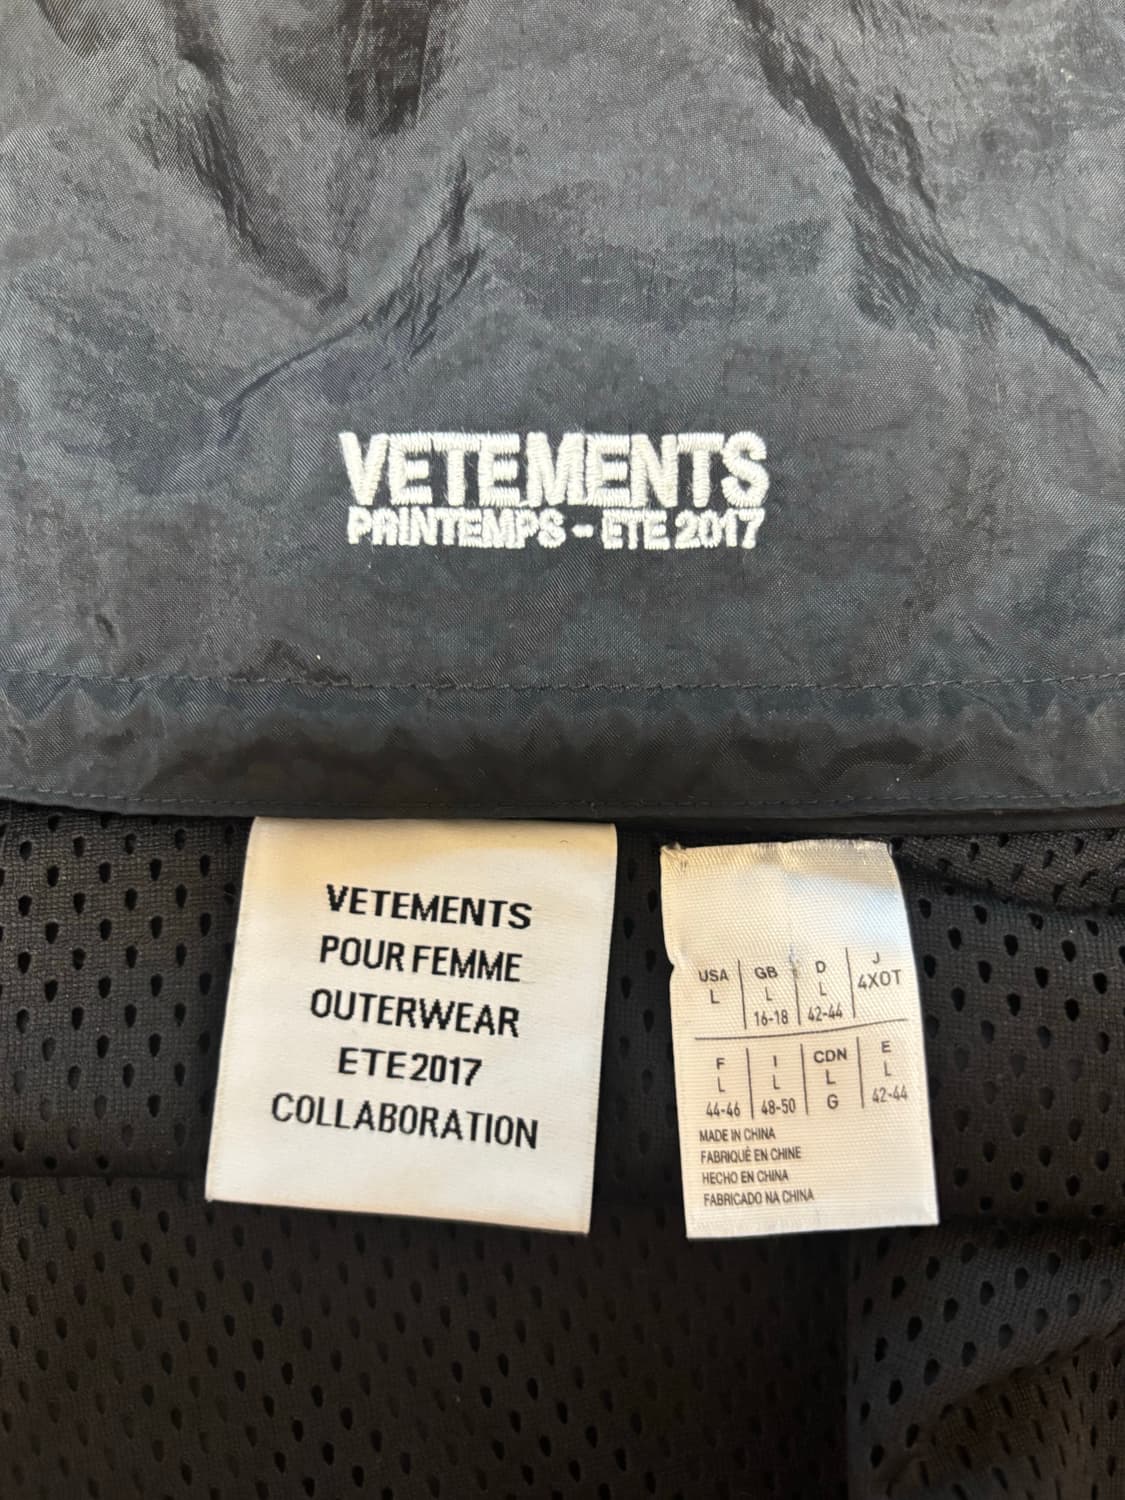 VETEMENTS
PRINTEMPS - ETE 2017
VETEMENTS
POUR FEMME
OUTERWEAR
ETE2017
COLLABORATION
USA GB D J
L L L 4XOT
16-18 42-44
F I CDN E
L L L L
44-46 48-50 G 42-44
MADE IN CHINA
FABRIQUÉ EN CHINE
HECHO EN CHINA
FABRICADO NA CHINA